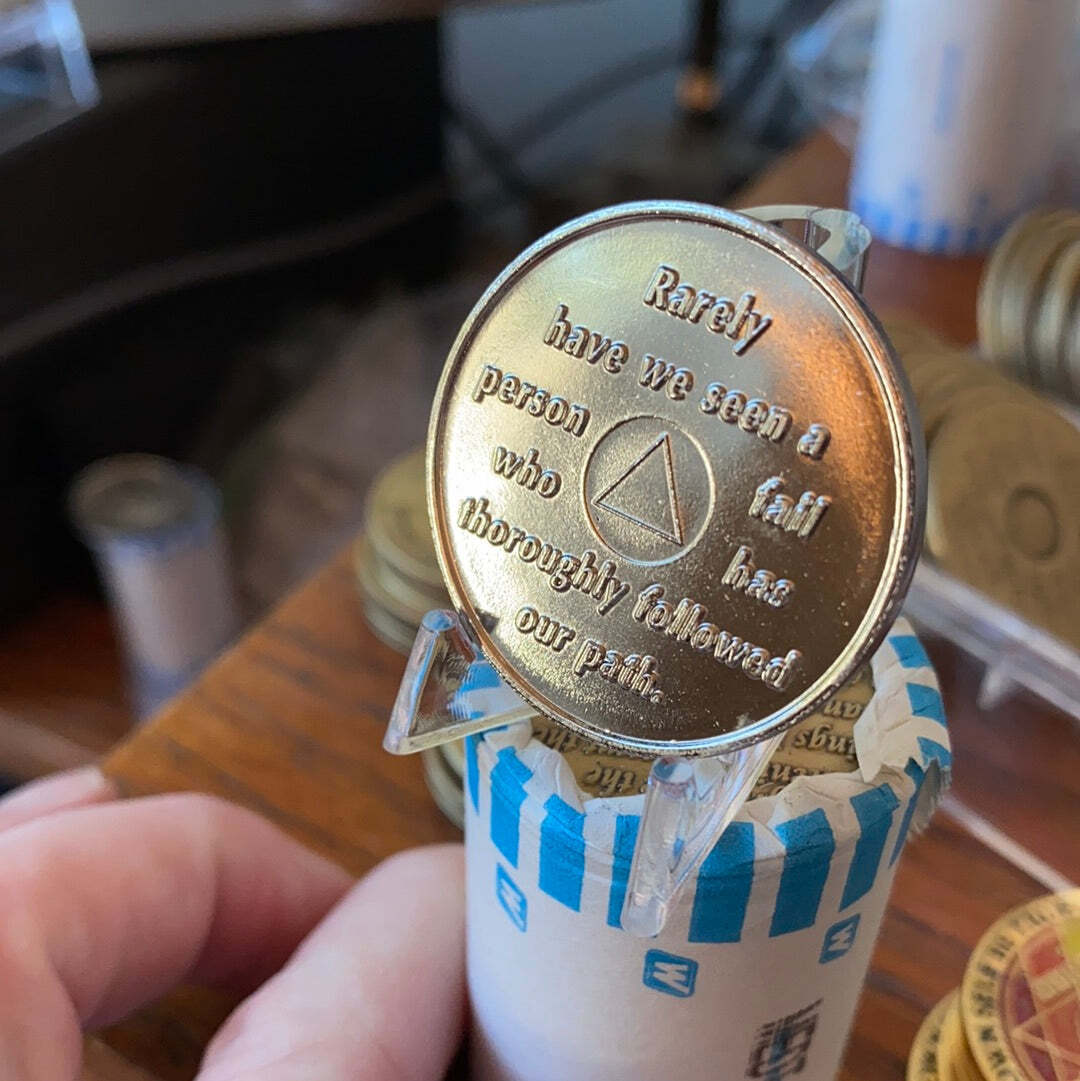 Rarely
have we seen a
person fail
who has
thoroughly followed
our path.
W
W
W